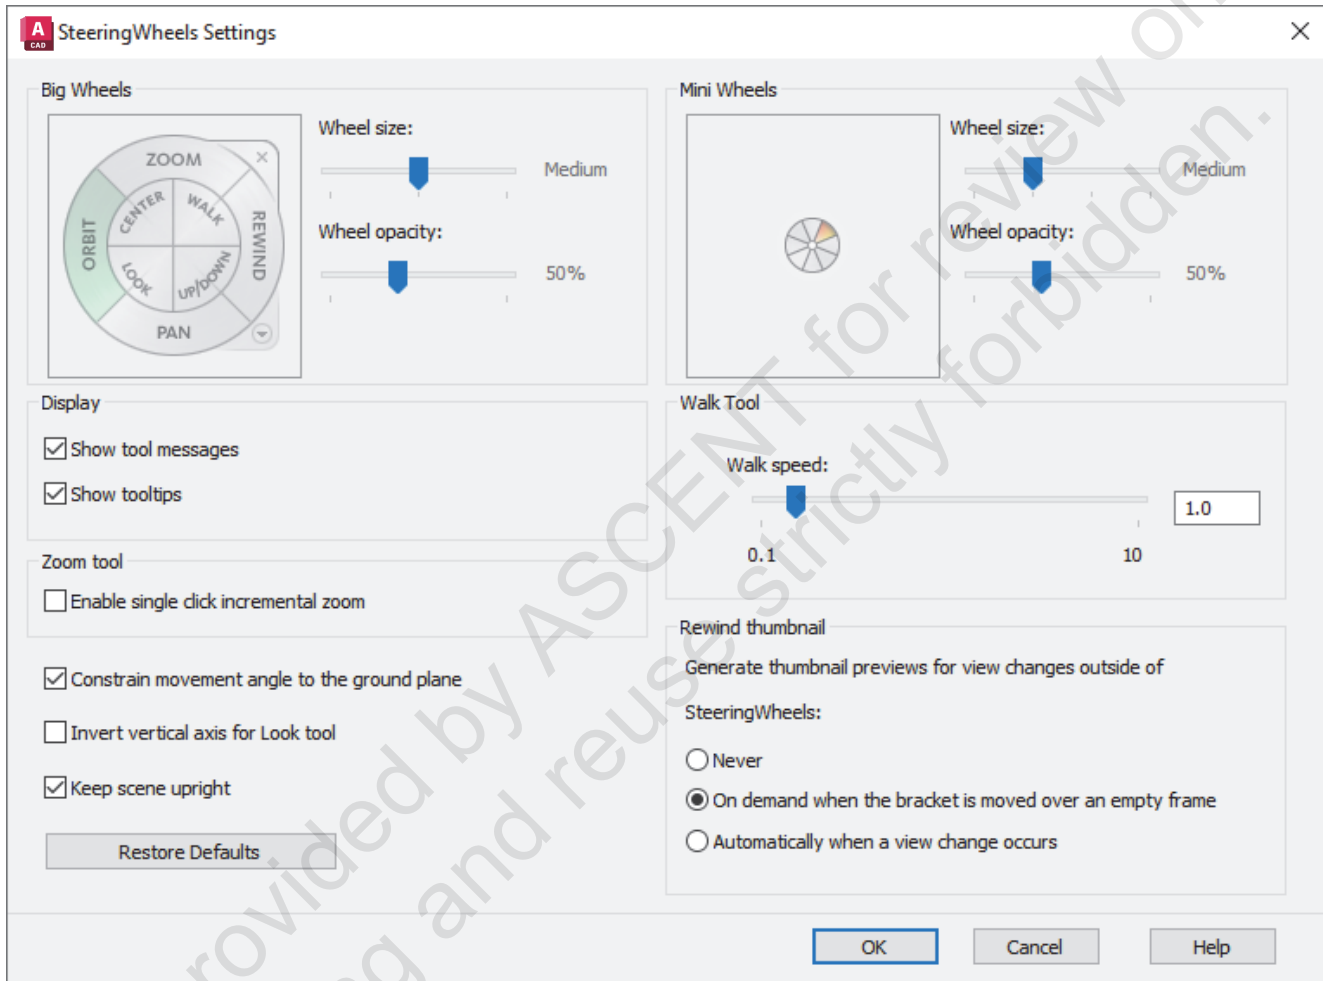 A
CAD
SteeringWheels Settings
Big Wheels
ZOOM
CENTER
WALK
ORBIT
REWIND
LOOK
UP/DOWN
PAN
Wheel size:
Medium
Wheel opacity:
50%
Mini Wheels
Wheel size:
Medium
Wheel opacity:
50%
Display
Show tool messages
Show tooltips
Zoom tool
Enable single click incremental zoom
Constrain movement angle to the ground plane
Invert vertical axis for Look tool
Keep scene upright
Restore Defaults
Walk Tool
Walk speed:
1.0
0.1
10
Rewind thumbnail
Generate thumbnail previews for view changes outside of
SteeringWheels:
Never
On demand when the bracket is moved over an empty frame
Automatically when a view change occurs
OK
Cancel
Help
by ASCENT for review
and reuse strictly forbidden.